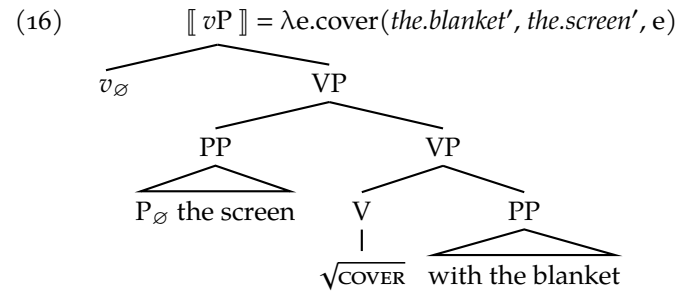 (16) ⟦ vP ⟧ = λe.cover(the.blanket′, the.screen′, e)
v∅ VP
PP VP
P∅ the screen V PP
√COVER with the blanket